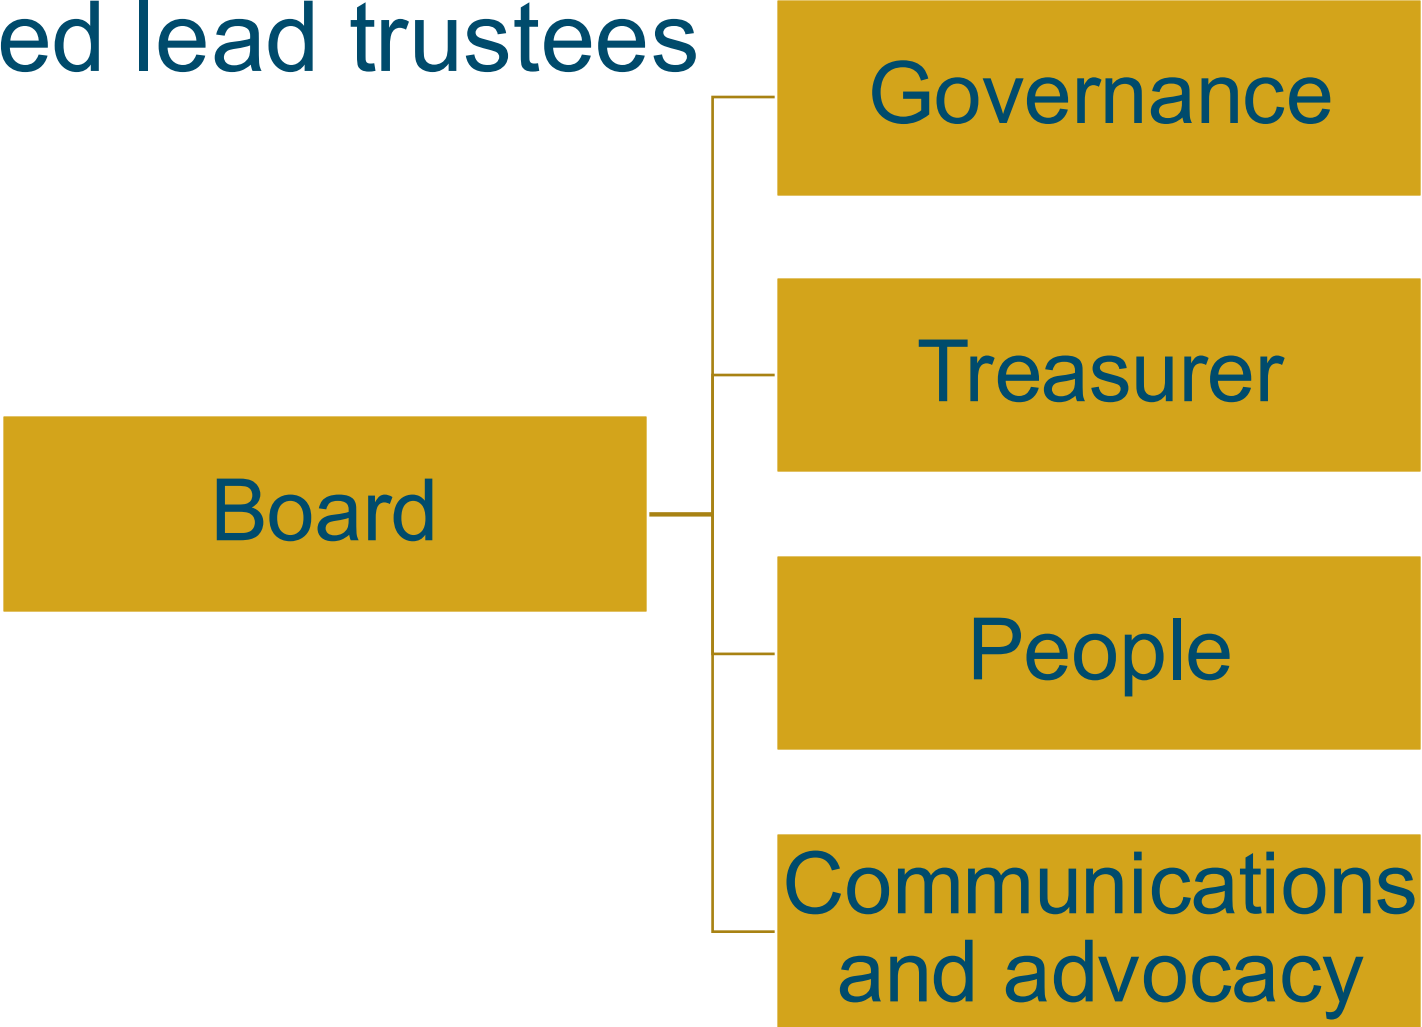 ed lead trustees
Governance
Treasurer
Board
People
Communications
and advocacy